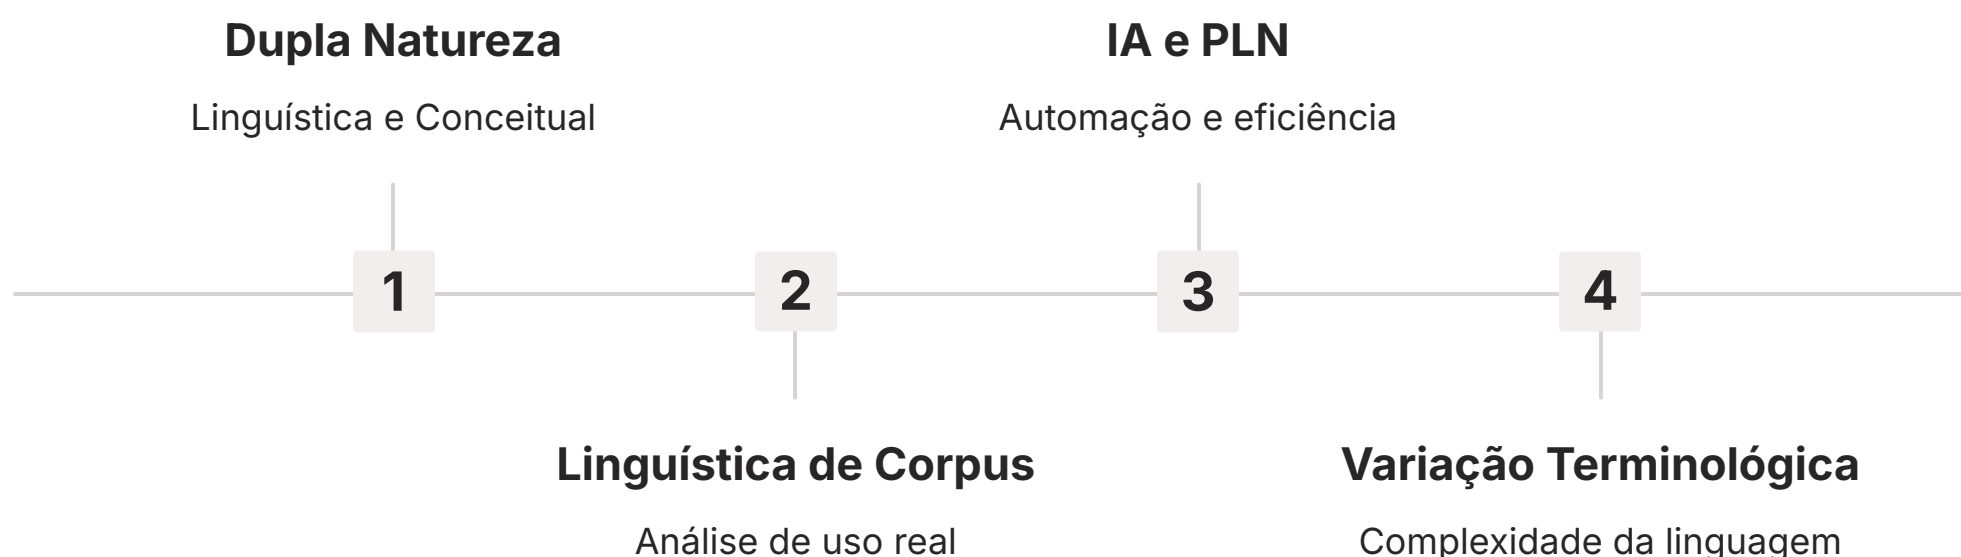 Dupla Natureza
Linguística e Conceitual
1
2
Linguística de Corpus
Análise de uso real
IA e PLN
Automação e eficiência
3
4
Variação Terminológica
Complexidade da linguagem